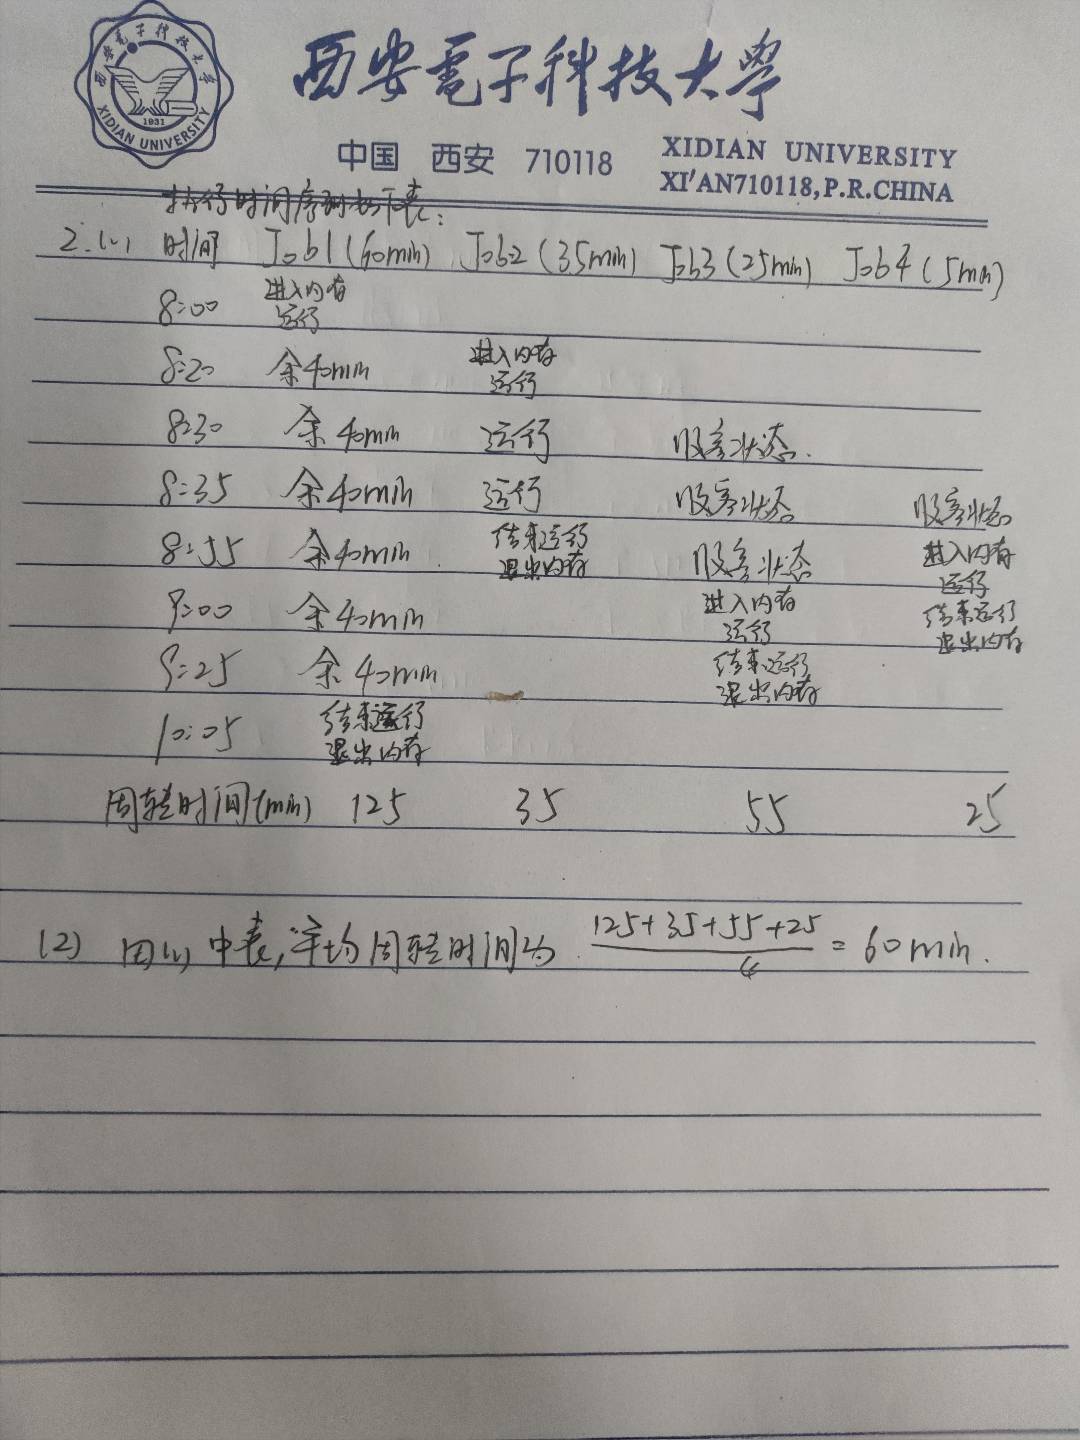 西安電子科技大學
1931
XIDIAN UNIVERSITY
西安電子科技大學
中国 西安 710118
XIDIAN UNIVERSITY
XI'AN710118,P.R.CHINA
执行时间序列如下表：
2.(1) 时间 Job1(60min) Job2(35min) Job3(25min) Job4(5min)
8:00 进入内存 运行
8:20 余40min 进入内存 运行
8:30 余40min 运行 收容状态.
8:35 余40min 运行 收容状态 收容状态
8:55 余40min 结束运行 退出内存 收容状态 进入内存 运行
9:00 余40min 进入内存 运行 结束运行 退出内存
9:25 余40min 结束运行 退出内存
10:05 结束运行 退出内存
周转时间(min) 125 35 55 25
(2) 由(1)中表,平均周转时间为 125+35+55+25 / 4 = 60min.